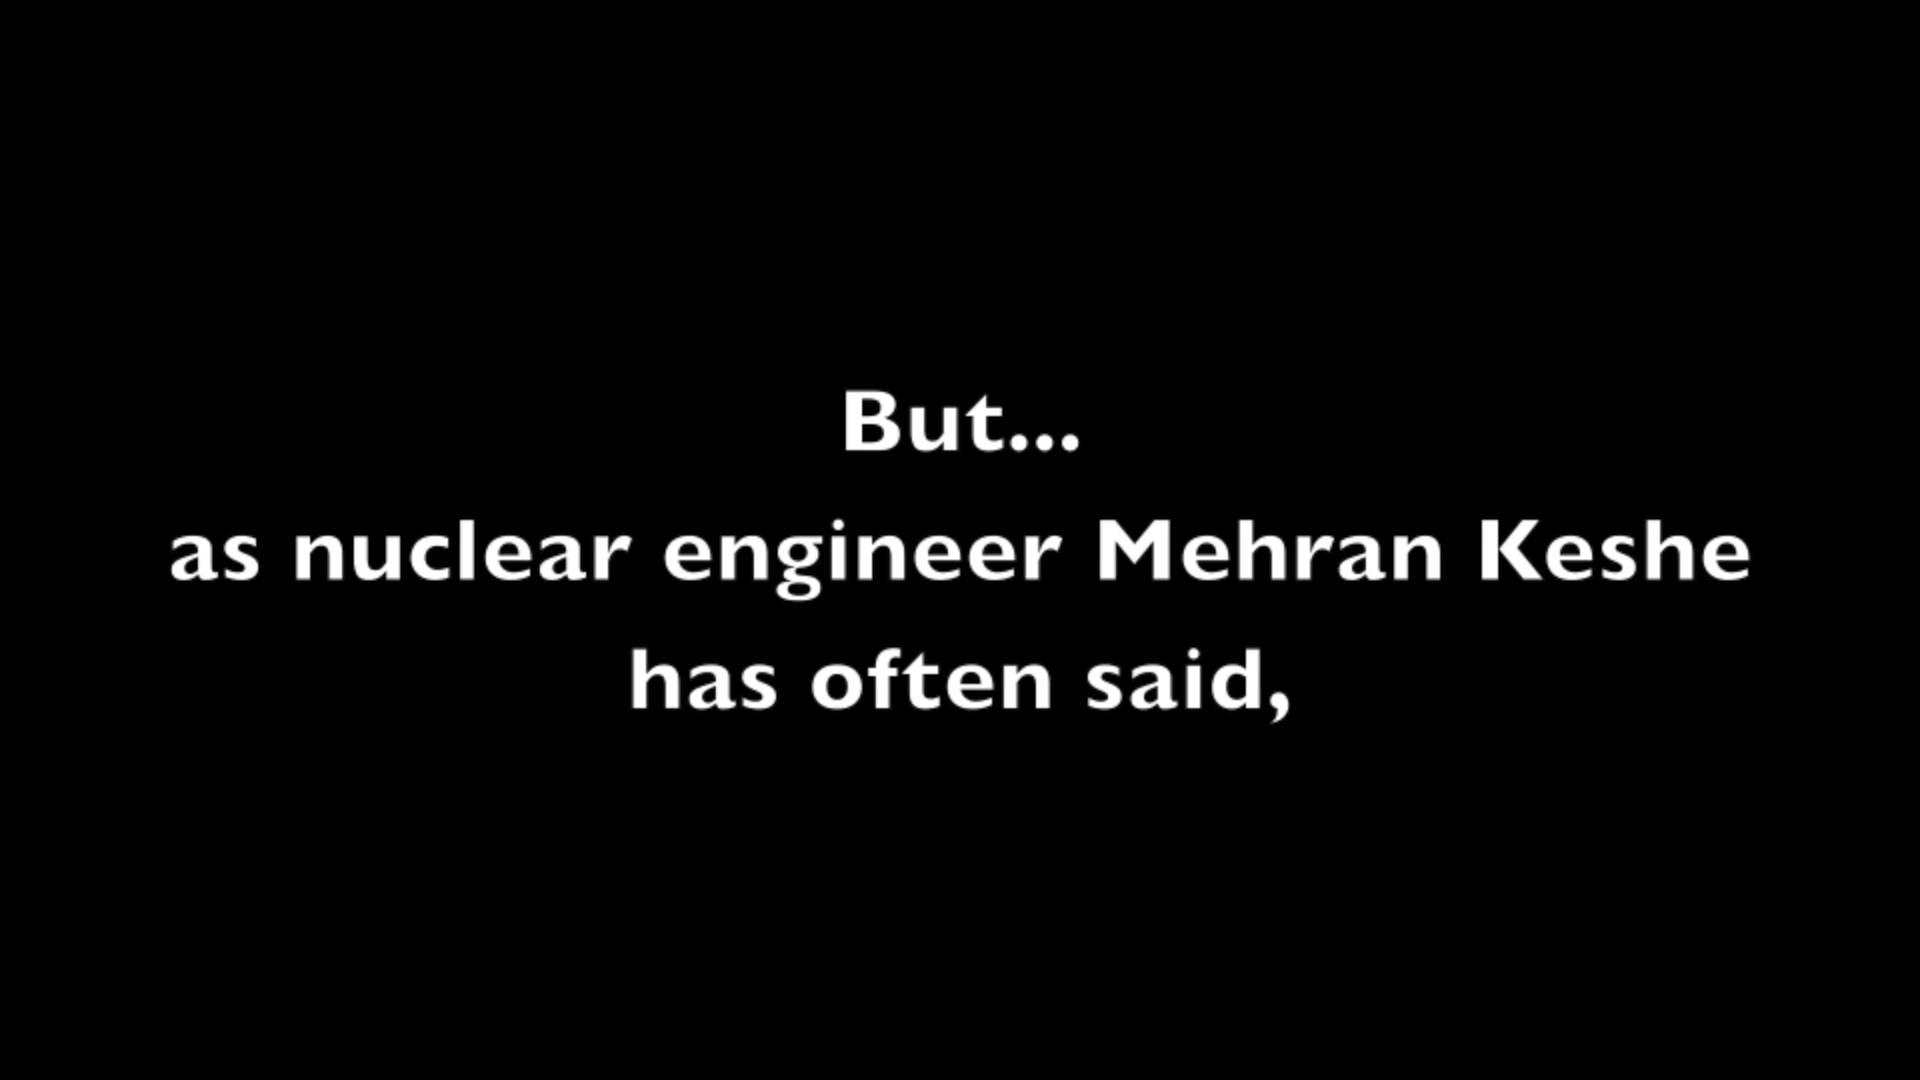 But...
as nuclear engineer Mehran Keshe
has often said,